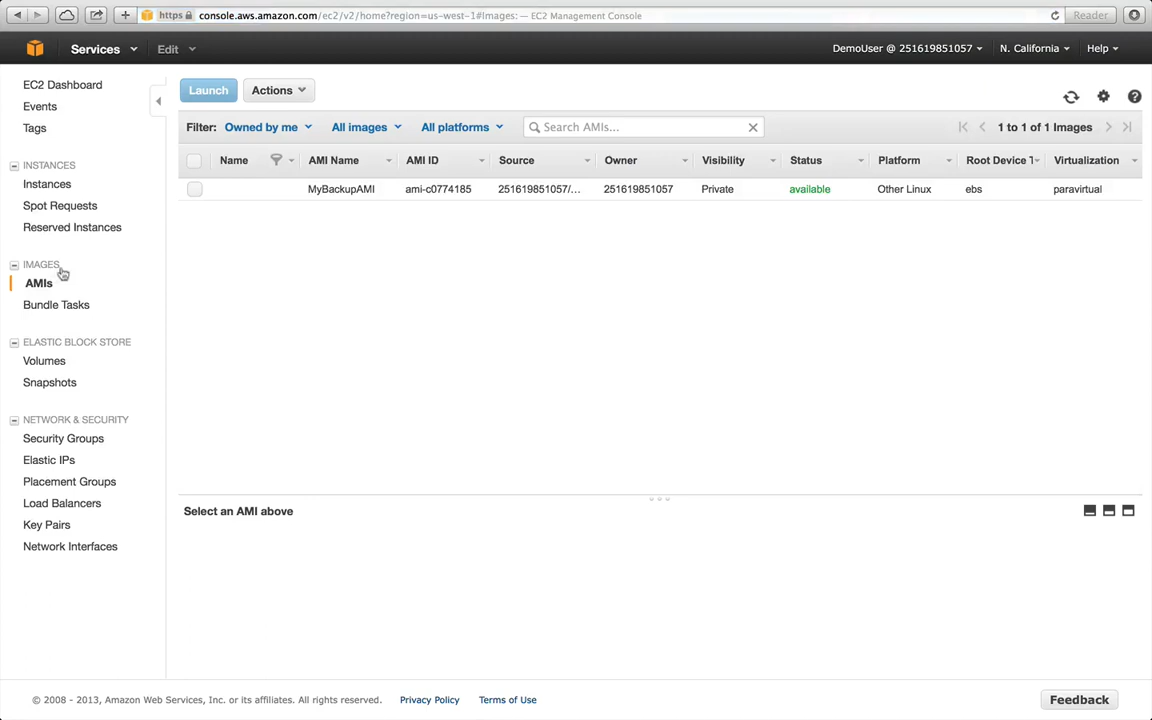 https console.aws.amazon.com/ec2/v2/home?region=us-west-1#Images: — EC2 Management Console Reader
Services Edit DemoUser @ 251619851057 N. California Help
EC2 Dashboard
Events
Tags
INSTANCES
Instances
Spot Requests
Reserved Instances
IMAGES
AMIs
Bundle Tasks
ELASTIC BLOCK STORE
Volumes
Snapshots
NETWORK & SECURITY
Security Groups
Elastic IPs
Placement Groups
Load Balancers
Key Pairs
Network Interfaces
Launch Actions
Filter: Owned by me All images All platforms Search AMIs... 1 to 1 of 1 Images
Name AMI Name AMI ID Source Owner Visibility Status Platform Root Device Virtualization
MyBackupAMI ami-c0774185 251619851057/... 251619851057 Private available Other Linux ebs paravirtual
Select an AMI above
© 2008 - 2013, Amazon Web Services, Inc. or its affiliates. All rights reserved. Privacy Policy Terms of Use Feedback